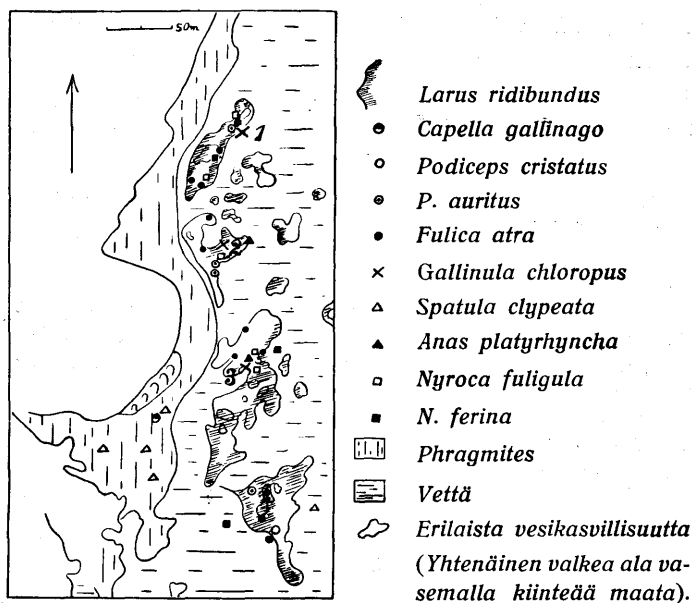 50m
1
2
3
Larus ridibundus
Capella gallinago
Podiceps cristatus
P. auritus
Fulica atra
Gallinula chloropus
Spatula clypeata
Anas platyrhyncha
Nyroca fuligula
N. ferina
Phragmites
Vettä
Erilaista vesikasvillisuutta
(Yhtenäinen valkea ala va-
semalla kiinteää maata).